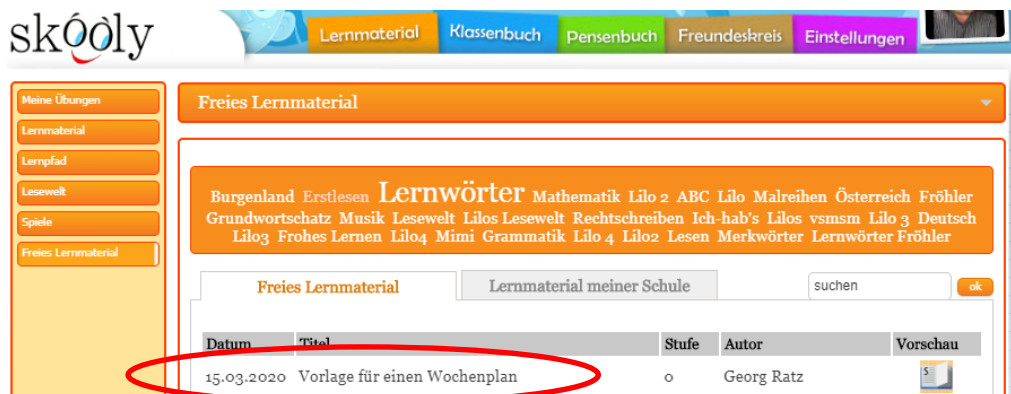 skóòly
Lernmaterial Klassenbuch Pensenbuch Freundeskreis Einstellungen
Meine Übungen
Lernmaterial
Lernpfad
Lesewelt
Spiele
Freies Lernmaterial
Freies Lernmaterial
Burgenland Erstlesen Lernwörter Mathematik Lilo 2 ABC Lilo Malreihen Österreich Fröhler
Grundwortschatz Musik Lesewelt Lilos Lesewelt Rechtschreiben Ich-hab's Lilos vsmsm Lilo 3 Deutsch
Lilo3 Frohes Lernen Lilo4 Mimi Grammatik Lilo 4 Lilo2 Lesen Merkwörter Lernwörter Fröhler
Freies Lernmaterial Lernmaterial meiner Schule suchen ok
Datum Titel Stufe Autor Vorschau
15.03.2020 Vorlage für einen Wochenplan 0 Georg Ratz S